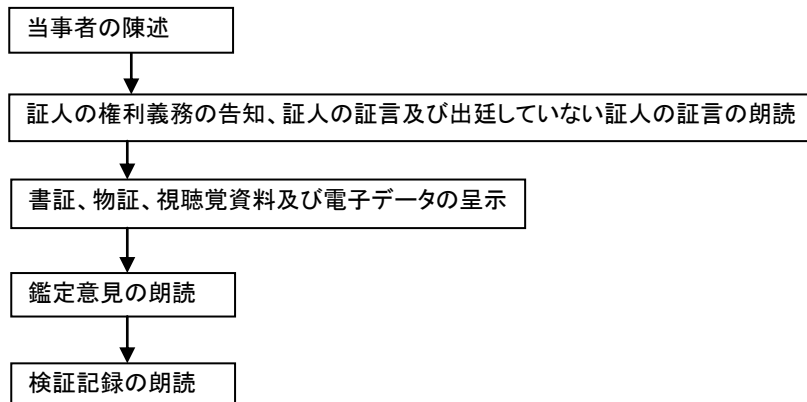 当事者の陳述
証人の権利義務の告知、証人の証言及び出廷していない証人の証言の朗読
書証、物証、視聴覚資料及び電子データの呈示
鑑定意見の朗読
検証記録の朗読